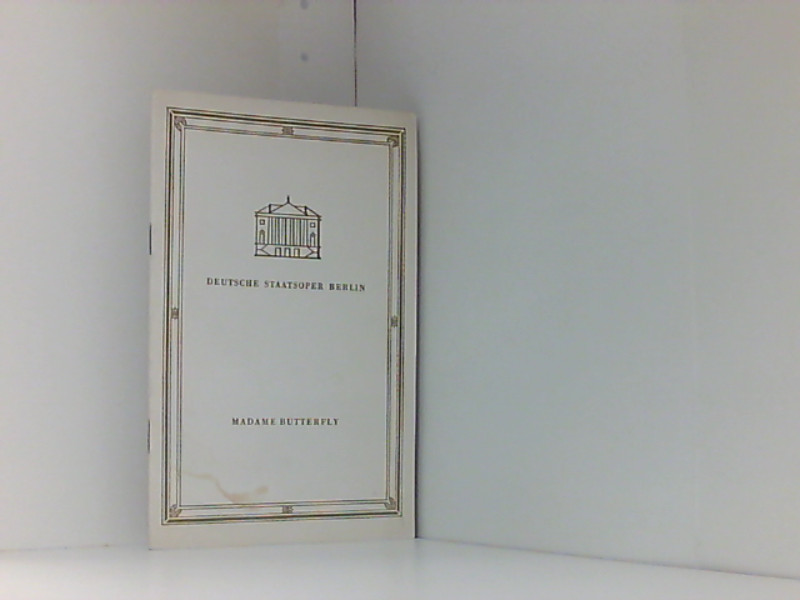 DEUTSCHE STAATSOPER BERLIN
MADAME BUTTERFLY